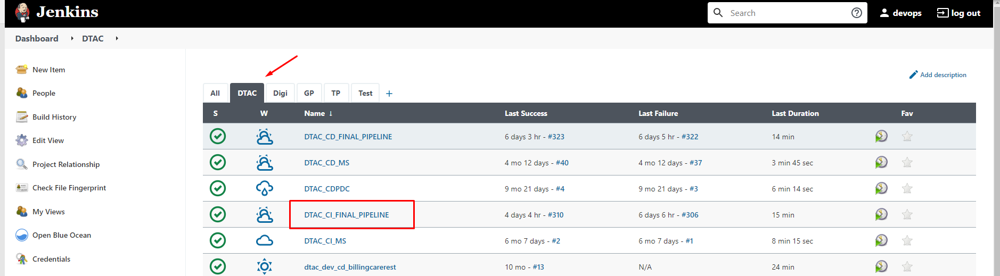 Jenkins
Search
devops
log out
Dashboard DTAC
New Item
People
Build History
Edit View
Project Relationship
Check File Fingerprint
My Views
Open Blue Ocean
Credentials
Add description
All DTAC Digi GP TP Test +
S W Name ↓ Last Success Last Failure Last Duration Fav
DTAC_CD_FINAL_PIPELINE 6 days 3 hr - #323 6 days 5 hr - #322 14 min
DTAC_CD_MS 4 mo 12 days - #40 4 mo 12 days - #37 3 min 45 sec
DTAC_CDPDC 9 mo 21 days - #4 9 mo 21 days - #3 6 min 14 sec
DTAC_CI_FINAL_PIPELINE 4 days 4 hr - #310 6 days 6 hr - #306 15 min
DTAC_CI_MS 6 mo 7 days - #2 6 mo 7 days - #1 8 min 15 sec
dtac_dev_cd_billingcarerest 10 mo - #13 N/A 24 min